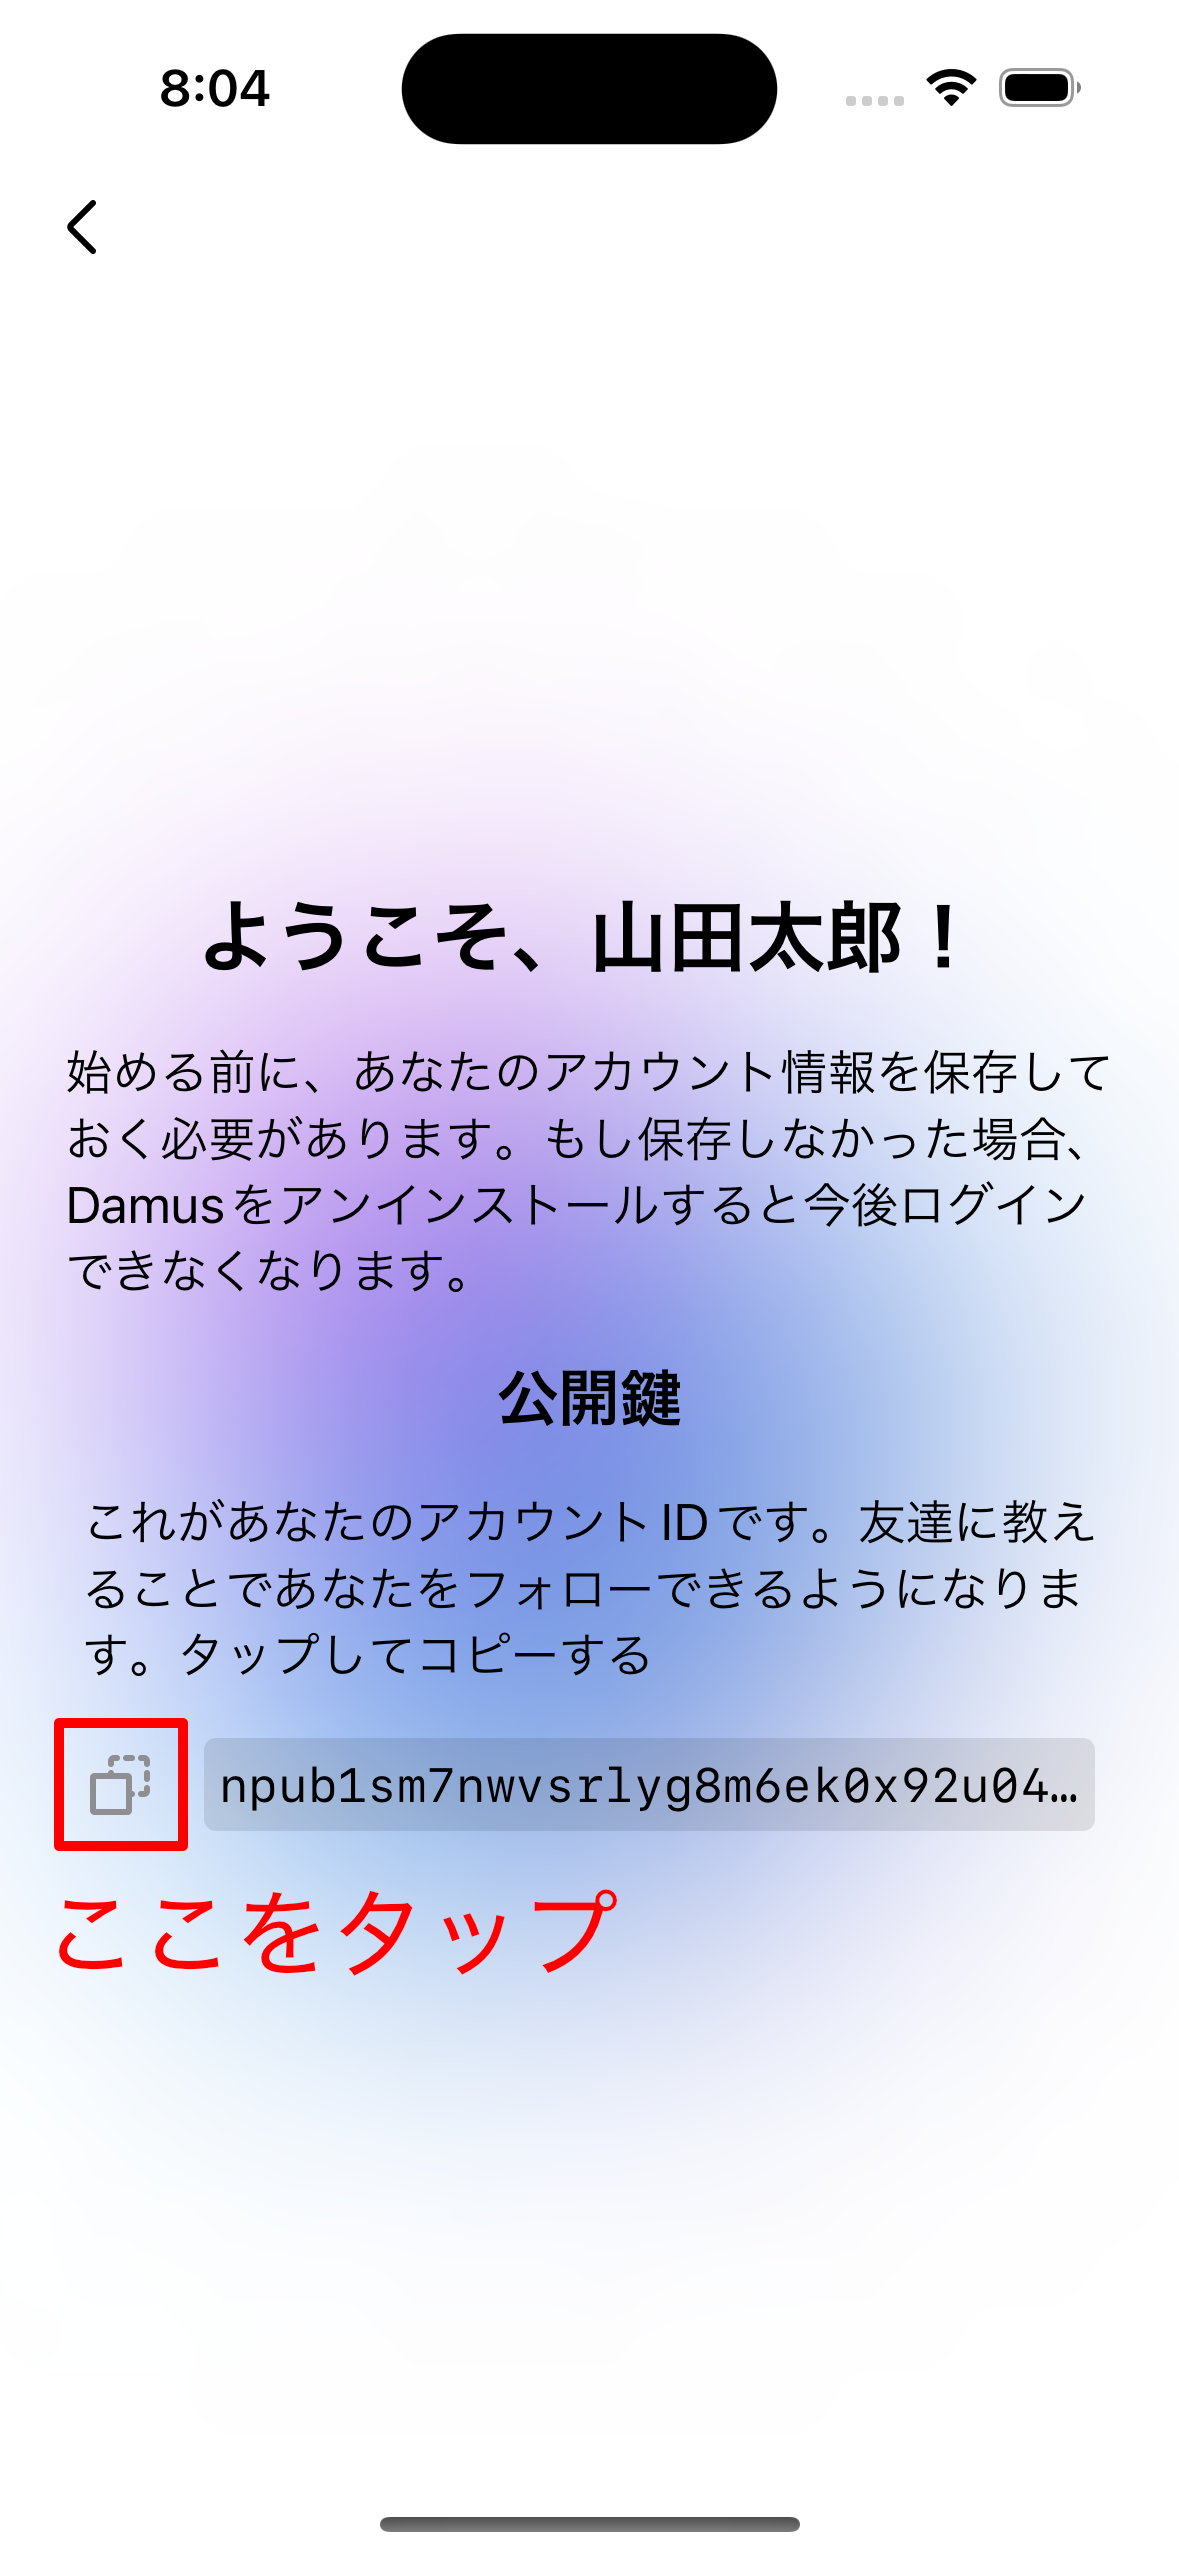 8:04
ようこそ、山田太郎！
始める前に、あなたのアカウント情報を保存して
おく必要があります。もし保存しなかった場合、
Damusをアンインストールすると今後ログイン
できなくなります。
公開鍵
これがあなたのアカウントIDです。友達に教え
ることであなたをフォローできるようになりま
す。タップしてコピーする
npub1sm7nwvsrlyg8m6ek0x92u04…
ここをタップ